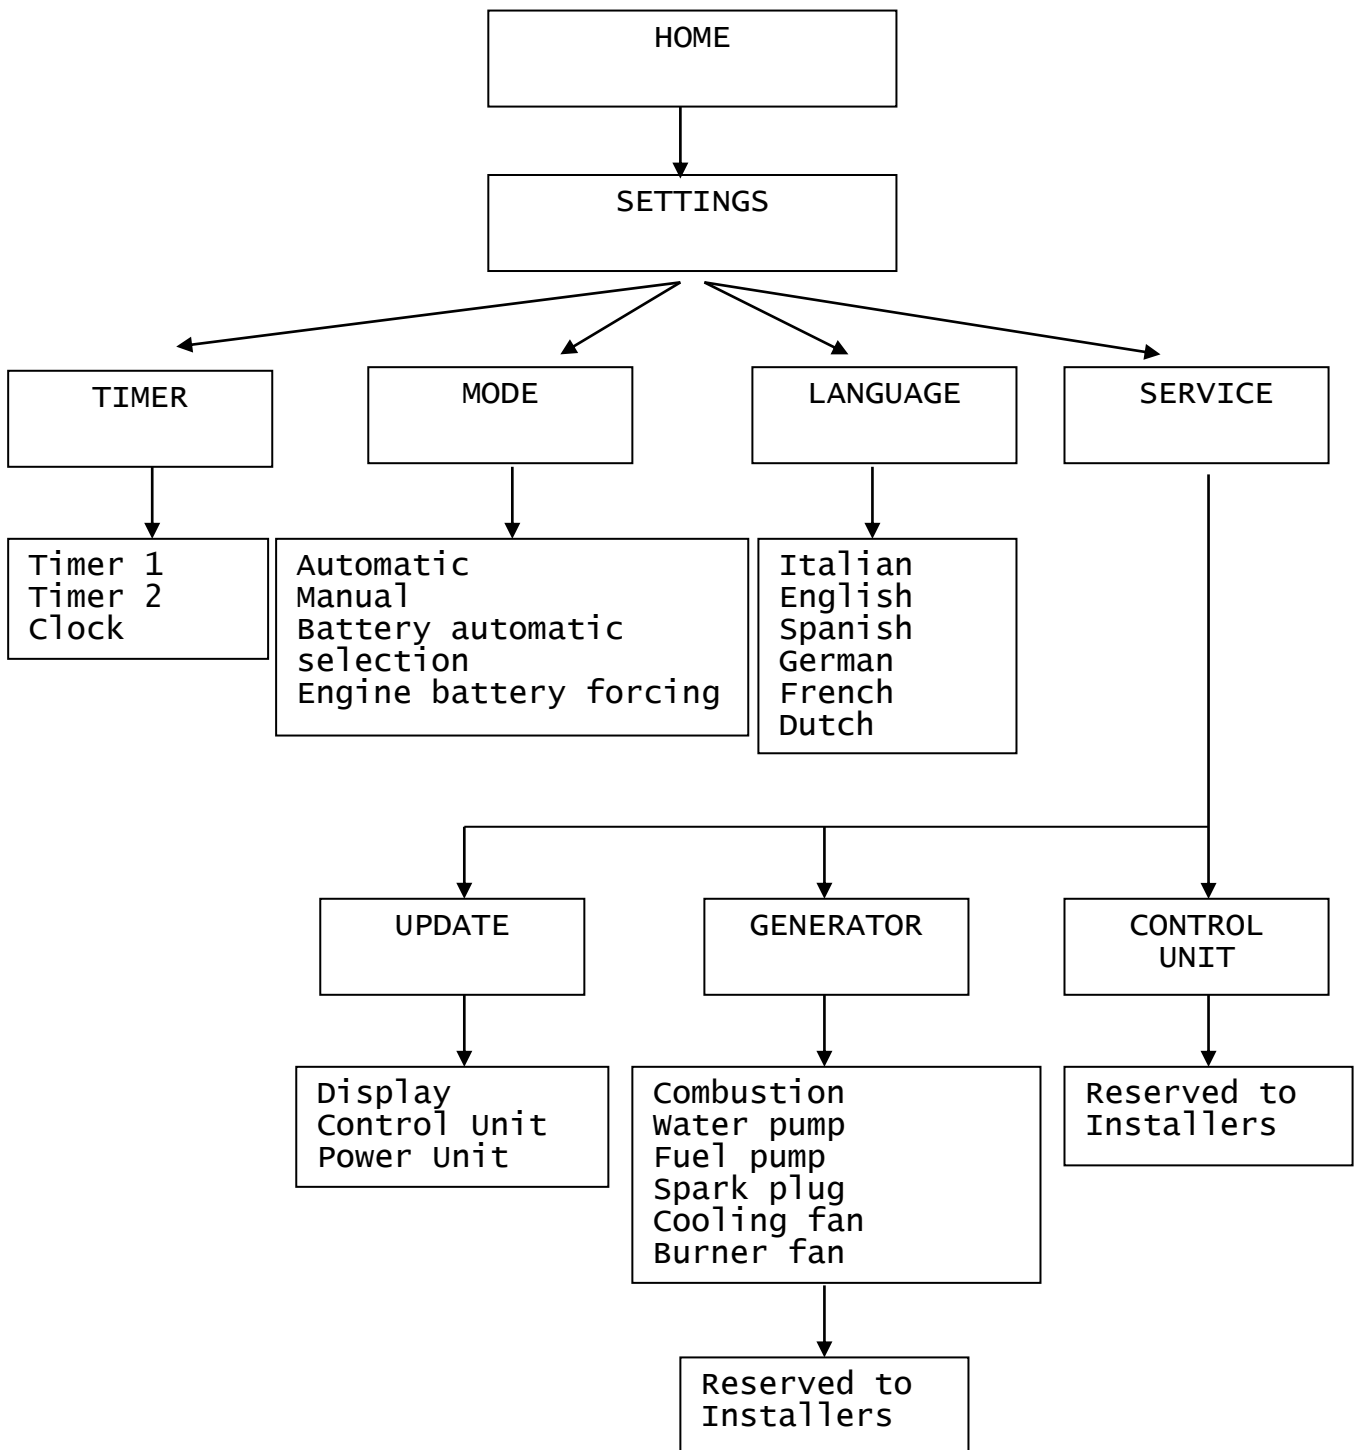 HOME
SETTINGS
TIMER
MODE
LANGUAGE
SERVICE
Timer 1
Timer 2
Clock
Automatic
Manual
Battery automatic
selection
Engine battery forcing
Italian
English
Spanish
German
French
Dutch
UPDATE
GENERATOR
CONTROL
UNIT
Display
Control Unit
Power Unit
Combustion
Water pump
Fuel pump
Spark plug
Cooling fan
Burner fan
Reserved to
Installers
Reserved to
Installers